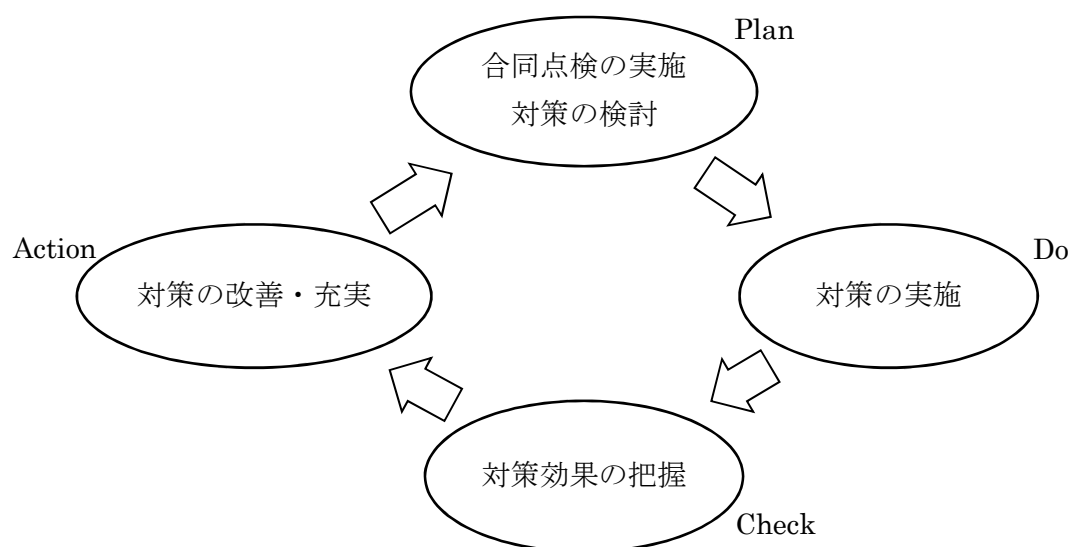 Plan
合同点検の実施
対策の検討
Action
対策の改善・充実
Do
対策の実施
対策効果の把握
Check